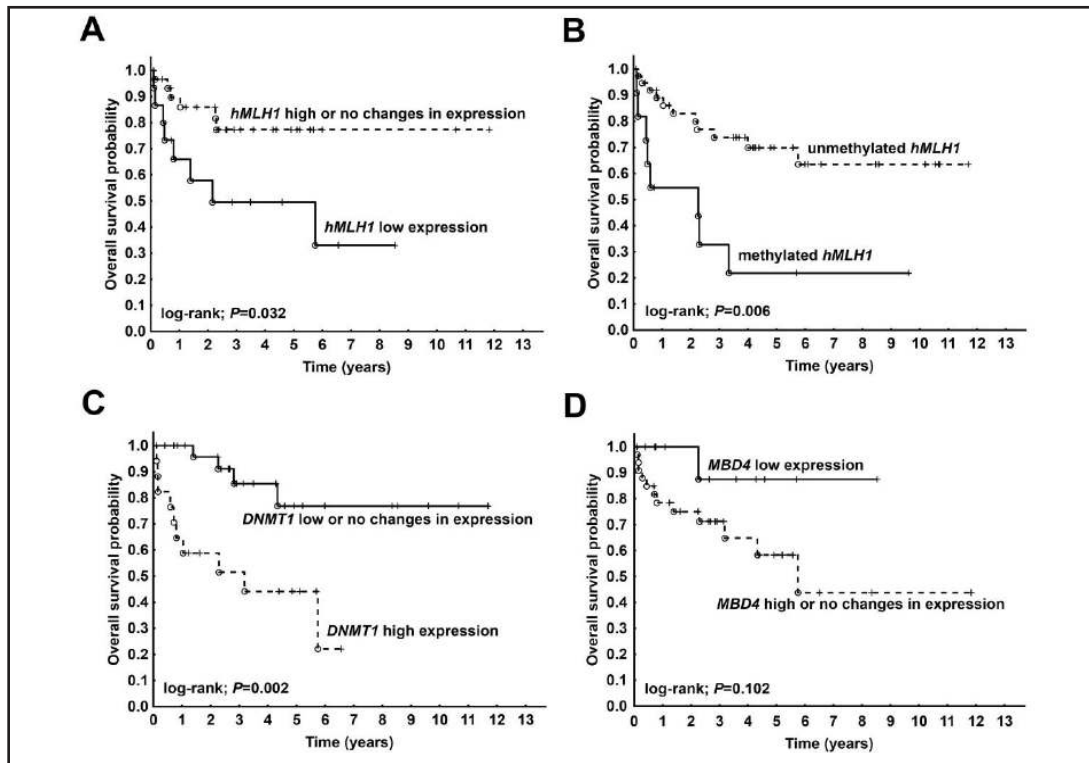 A
Overall survival probability
1.0
0.9
0.8
0.7
0.6
0.5
0.4
0.3
0.2
0.1
0.0
hMLH1 high or no changes in expression
hMLH1 low expression
log-rank; P=0.032
0 1 2 3 4 5 6 7 8 9 10 11 12 13
Time (years)
B
Overall survival probability
1.0
0.9
0.8
0.7
0.6
0.5
0.4
0.3
0.2
0.1
0.0
unmethylated hMLH1
methylated hMLH1
log-rank; P=0.006
0 1 2 3 4 5 6 7 8 9 10 11 12 13
Time (years)
C
Overall survival probability
1.0
0.9
0.8
0.7
0.6
0.5
0.4
0.3
0.2
0.1
0.0
DNMT1 low or no changes in expression
DNMT1 high expression
log-rank; P=0.002
0 1 2 3 4 5 6 7 8 9 10 11 12 13
Time (years)
D
Overall survival probability
1.0
0.9
0.8
0.7
0.6
0.5
0.4
0.3
0.2
0.1
0.0
MBD4 low expression
MBD4 high or no changes in expression
log-rank; P=0.102
0 1 2 3 4 5 6 7 8 9 10 11 12 13
Time (years)